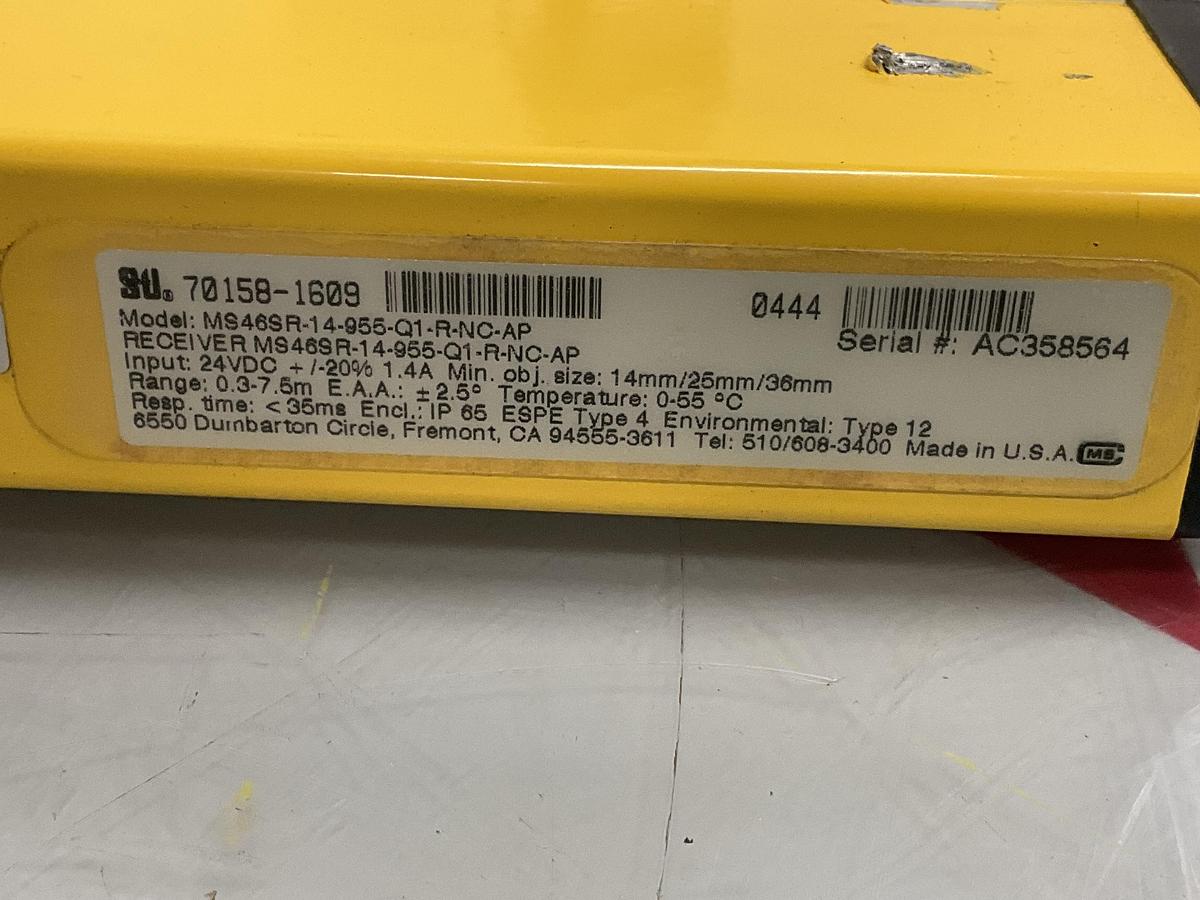 STI® 70158-1609 0444
Model: MS46SR-14-955-Q1-R-NC-AP Serial #: AC358564
RECEIVER MS46SR-14-955-Q1-R-NC-AP
Input: 24VDC +/-20% 1.4A Min. obj. size: 14mm/25mm/36mm
Range: 0.3-7.5m E.A.A.: ±2.5° Temperature: 0-55 °C
Resp. time: <35ms Encl.: IP 65 ESPE Type 4 Environmental: Type 12
6550 Dumbarton Circle, Fremont, CA 94555-3611 Tel: 510/608-3400 Made in U.S.A. MS